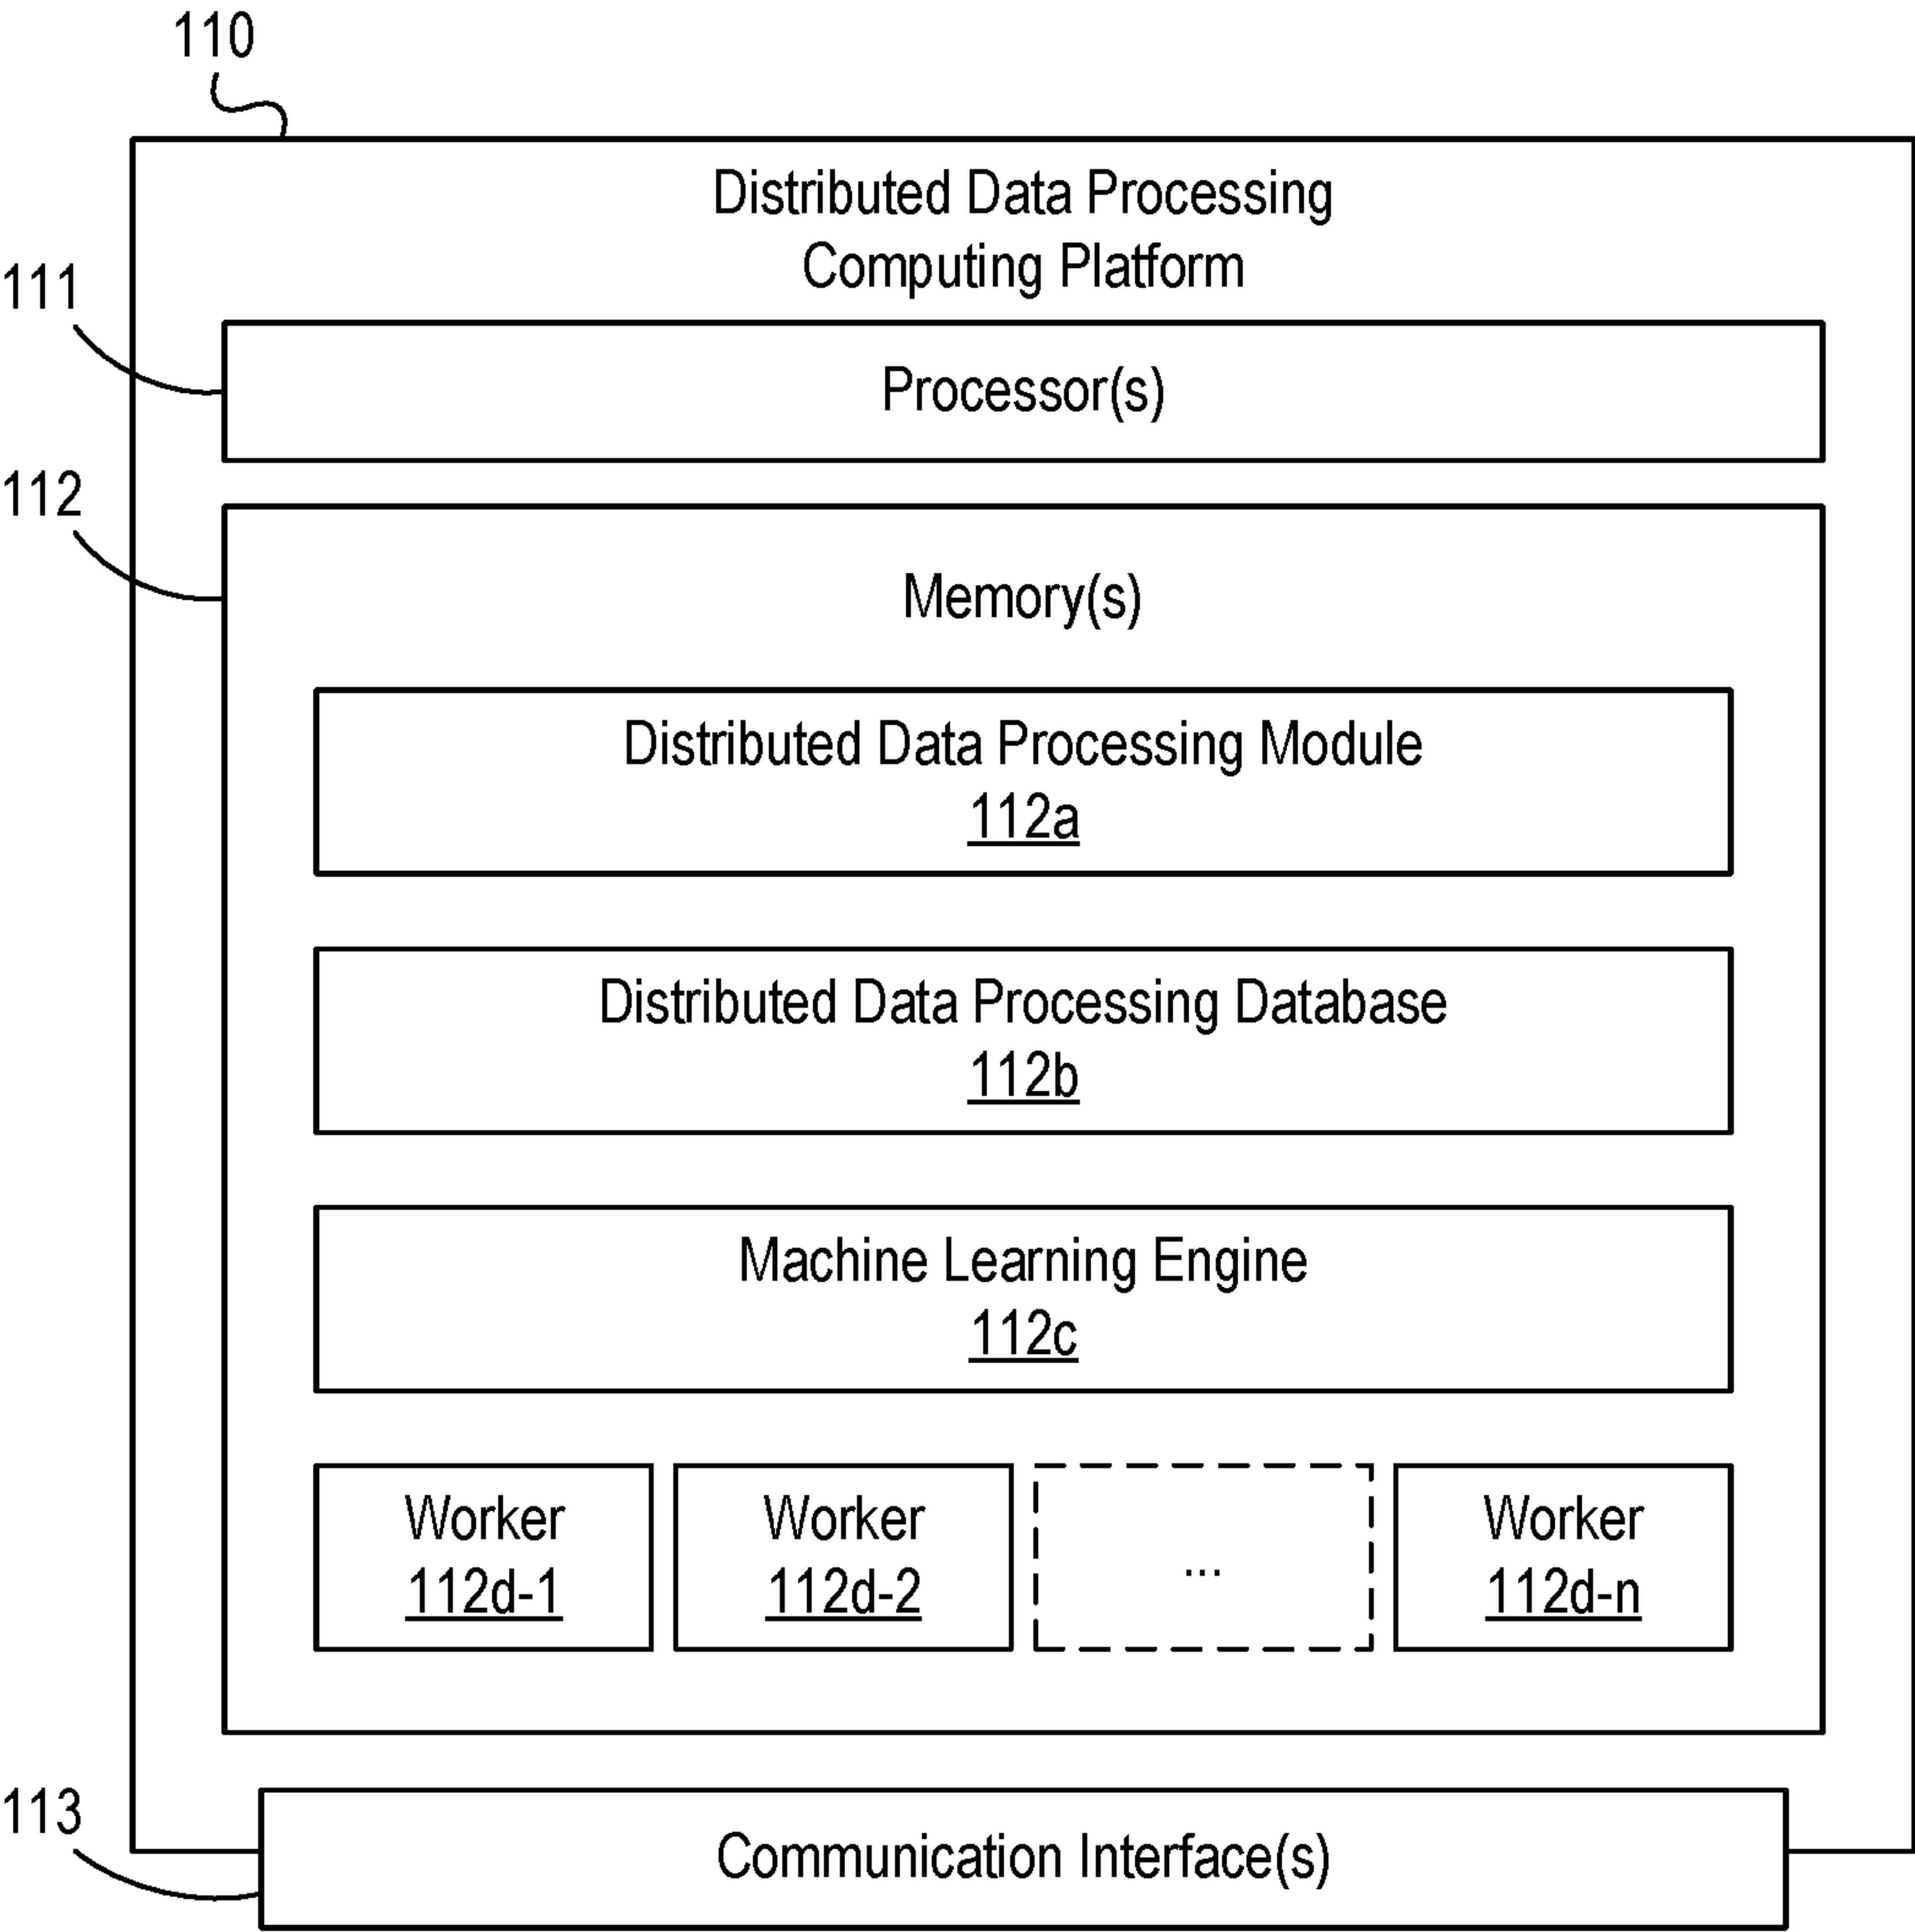 110
Distributed Data Processing
Computing Platform
111
Processor(s)
112
Memory(s)
Distributed Data Processing Module
112a
Distributed Data Processing Database
112b
Machine Learning Engine
112c
Worker
112d-1
Worker
112d-2
...
Worker
112d-n
113
Communication Interface(s)